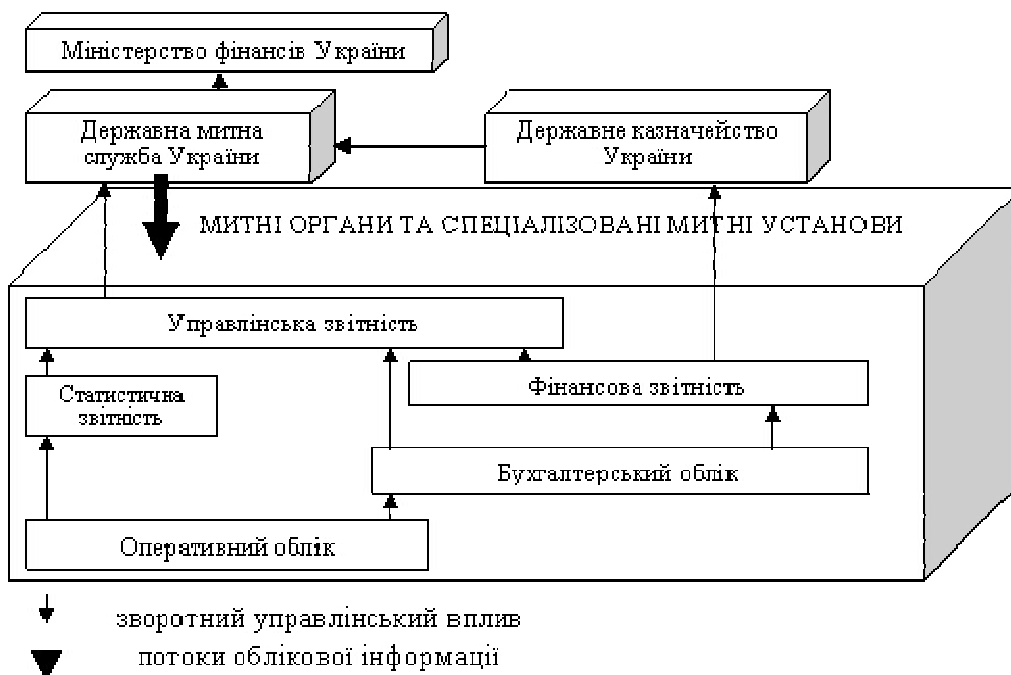 Міністерство фінансів України
Державна митна
служба України
Державне казначейство
України
МИТНІ ОРГАНИ ТА СПЕЦІАЛІЗОВАНІ МИТНІ УСТАНОВИ
Управлінська звітність
Фінансова звітність
Статистична
звітність
Бухгалтерський облік
Оперативний облік
зворотний управлінський вплив
потоки облікової інформації